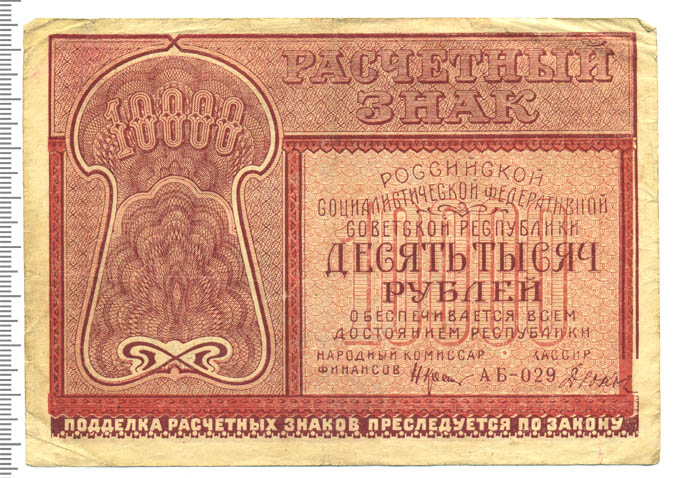 10000
РАСЧЕТНЫЙ
ЗНАК
РОССИЙСКОЙ
СОЦИАЛИСТИЧЕСКОЙ ФЕДЕРАТИВНОЙ
СОВЕТСКОЙ РЕСПУБЛИКИ
10000
ДЕСЯТЬ ТЫСЯЧ
РУБЛЕЙ
ОБЕСПЕЧИВАЕТСЯ ВСЕМ
ДОСТОЯНИЕМ РЕСПУБЛИКИ
НАРОДНЫЙ КОМИССАР КАССИР
ФИНАНСОВ АБ-029
ПОДДЕЛКА РАСЧЕТНЫХ ЗНАКОВ ПРЕСЛЕДУЕТСЯ ПО ЗАКОНУ